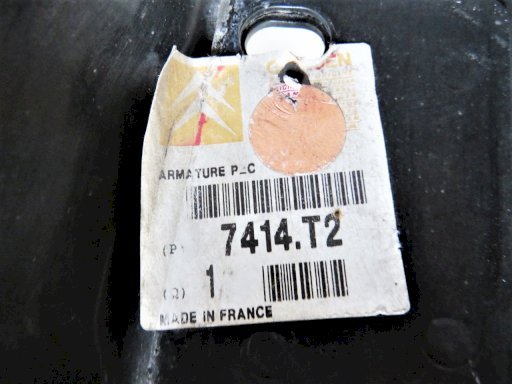 ARMATURE P_C
(P) 7414.T2
(Q) 1
MADE IN FRANCE